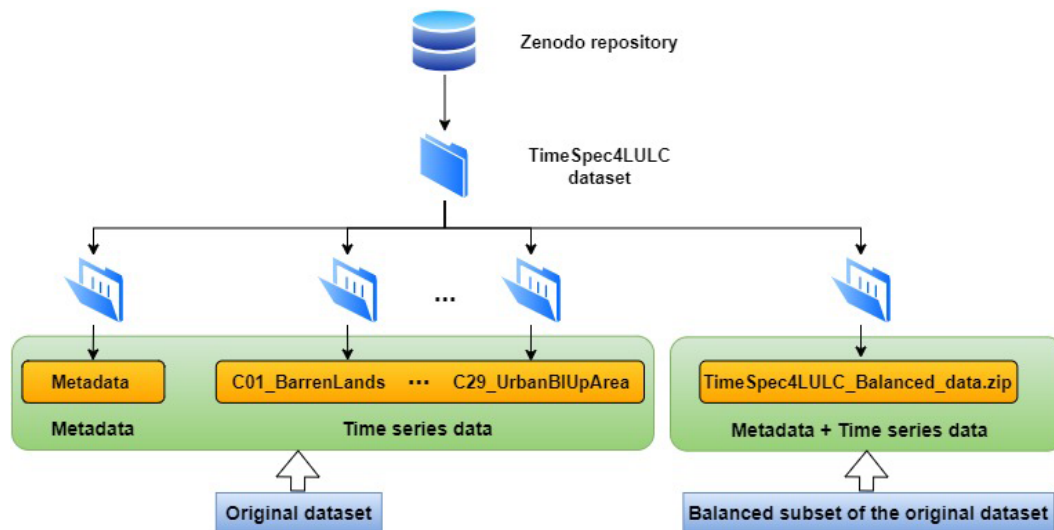 Zenodo repository
TimeSpec4LULC
dataset
...
Metadata
C01_BarrenLands ... C29_UrbanBlUpArea
TimeSpec4LULC_Balanced_data.zip
Metadata
Time series data
Metadata + Time series data
Original dataset
Balanced subset of the original dataset